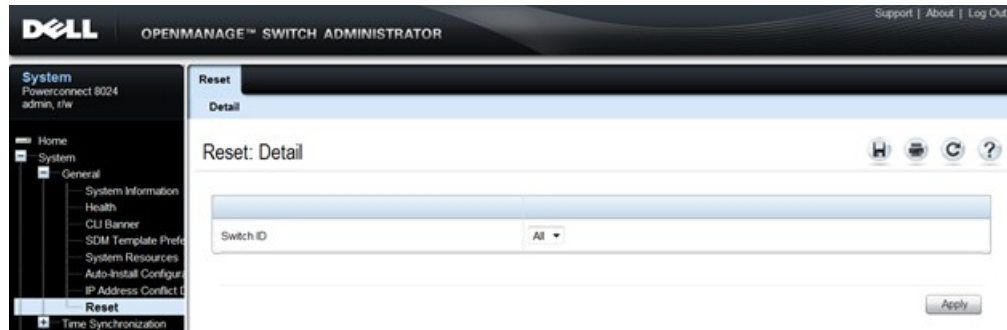 Support | About | Log Out
DELL OPENMANAGE™ SWITCH ADMINISTRATOR
System
Powerconnect 8024
admin, r/w
Home
System
General
System Information
Health
CLI Banner
SDM Template Prefe
System Resources
Auto-Install Configura
IP Address Conflict D
Reset
Time Synchronization
Reset
Detail
Reset: Detail
Switch ID
All
Apply